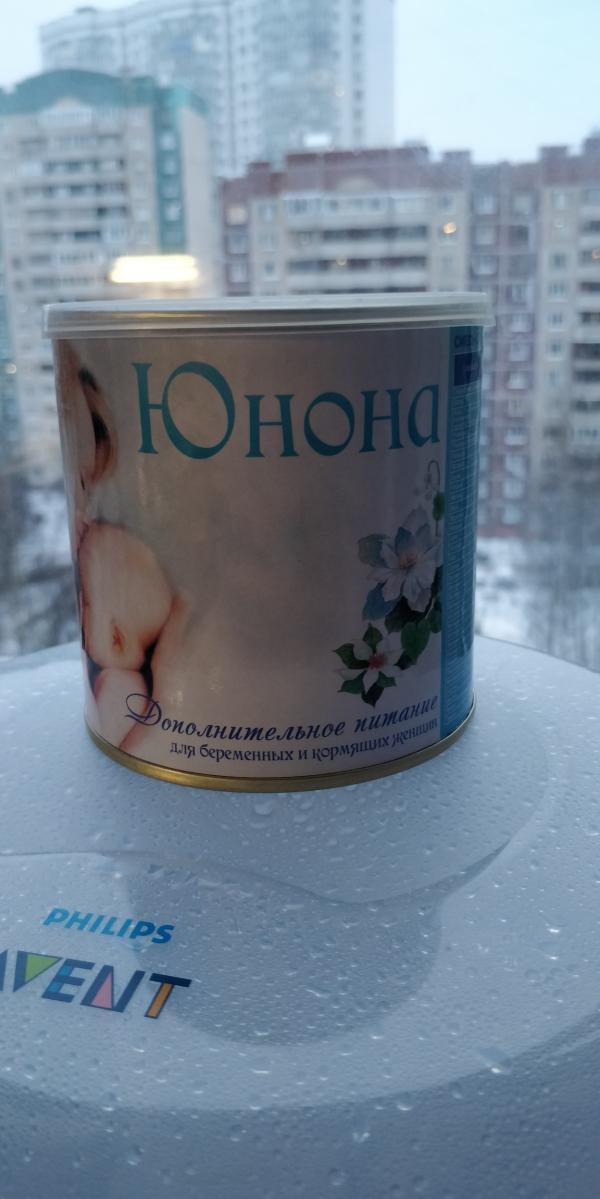 Юнона
Дополнительное питание
для беременных и кормящих женщин
PHILIPS
AVENT